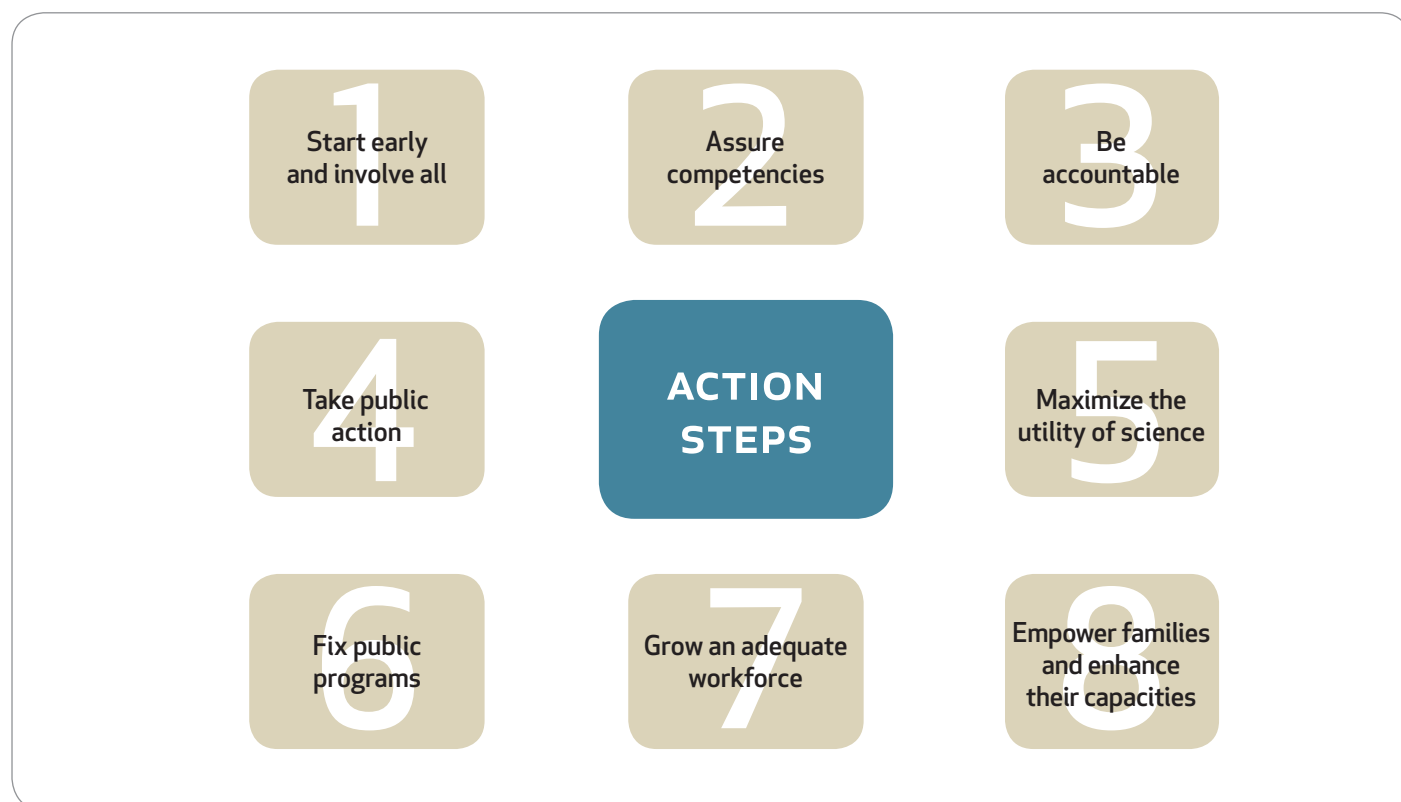 1
Start early
and involve all
2
Assure
competencies
3
Be
accountable
4
Take public
action
ACTION
STEPS
5
Maximize the
utility of science
6
Fix public
programs
7
Grow an adequate
workforce
8
Empower families
and enhance
their capacities